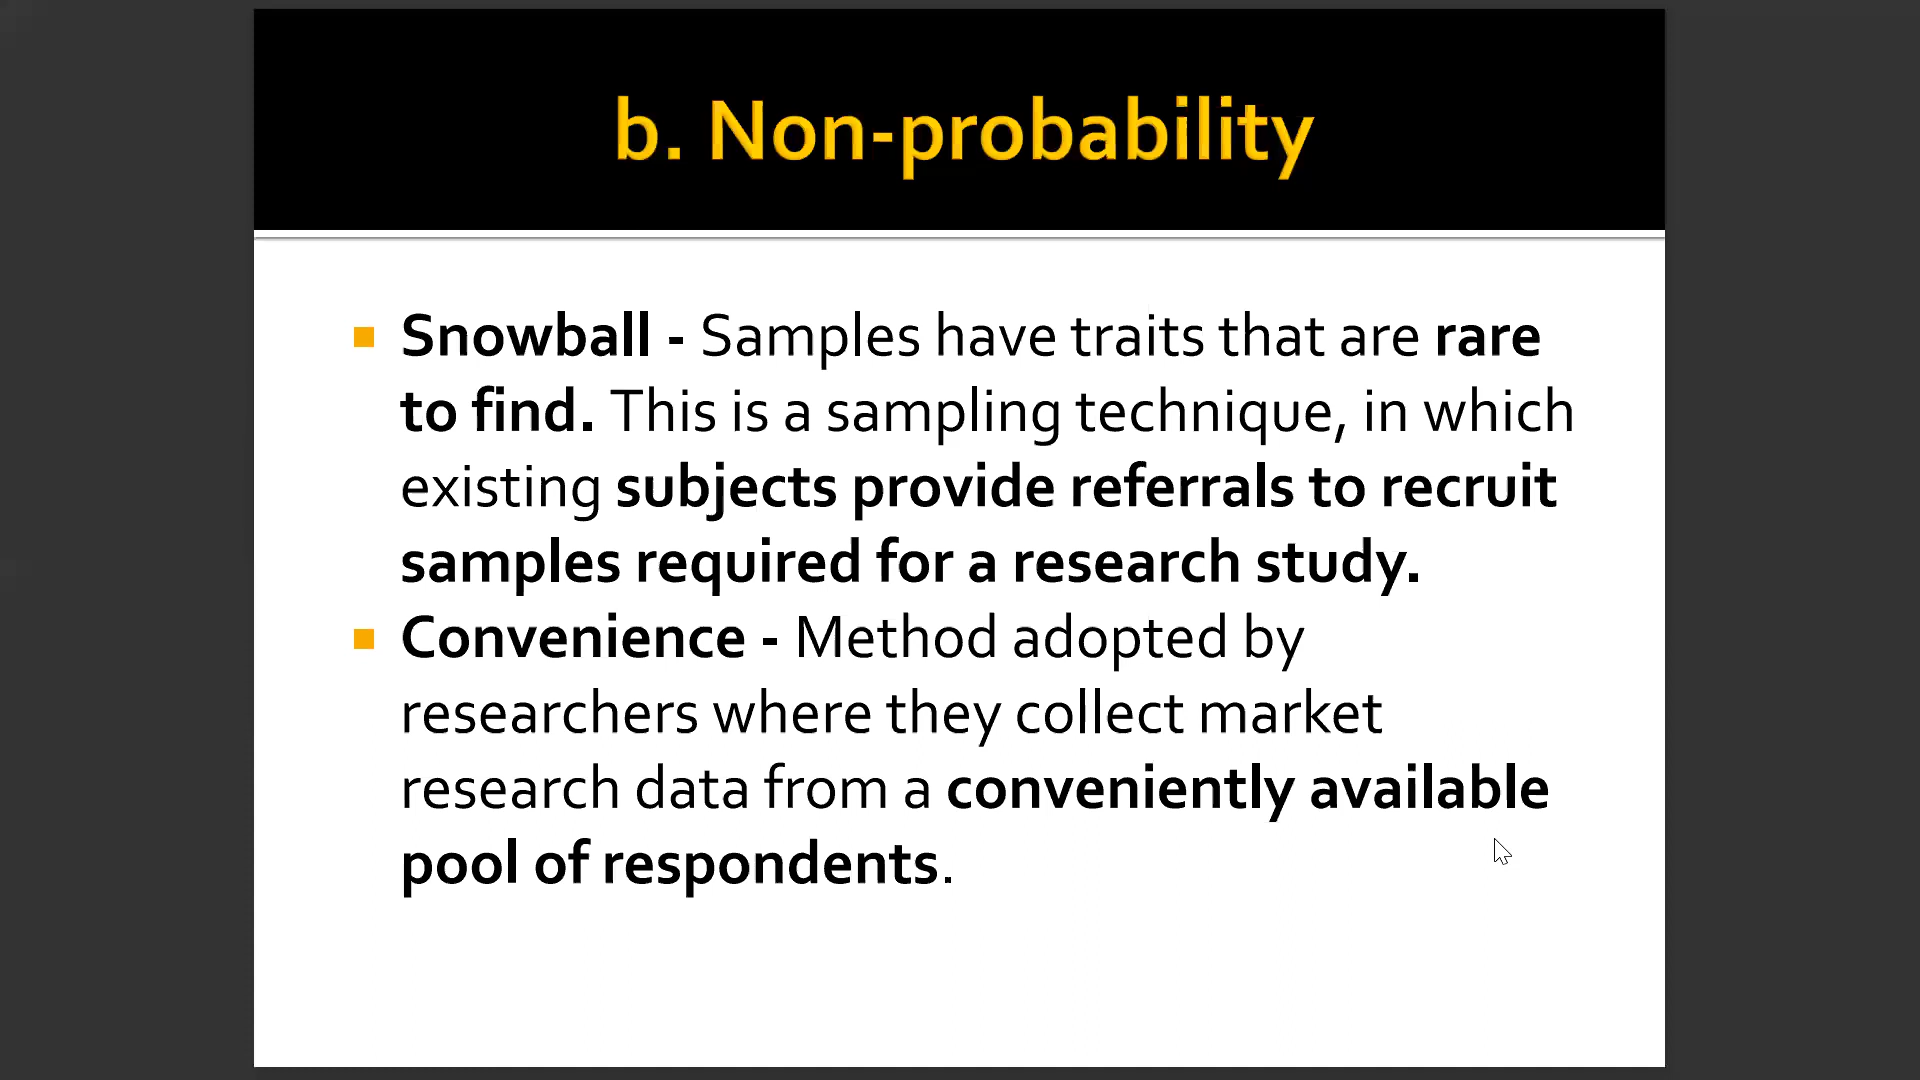 b. Non-probability
Snowball - Samples have traits that are rare
to find. This is a sampling technique, in which
existing subjects provide referrals to recruit
samples required for a research study.
Convenience - Method adopted by
researchers where they collect market
research data from a conveniently available
pool of respondents.